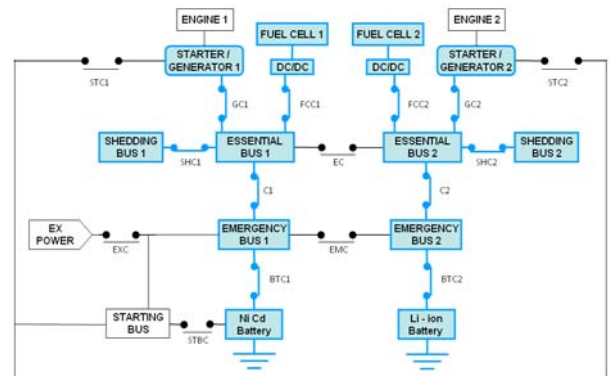 ENGINE 1
ENGINE 2
FUEL CELL 1
FUEL CELL 2
STARTER /
GENERATOR 1
DC/DC
DC/DC
STARTER /
GENERATOR 2
STC1
STC2
GC1
FCC1
FCC2
GC2
SHEDDING
BUS 1
SHC1
ESSENTIAL
BUS 1
EC
ESSENTIAL
BUS 2
SHC2
SHEDDING
BUS 2
C1
C2
EX
POWER
EXC
EMERGENCY
BUS 1
EMC
EMERGENCY
BUS 2
BTC1
BTC2
STARTING
BUS
STBC
Ni Cd
Battery
Li - ion
Battery